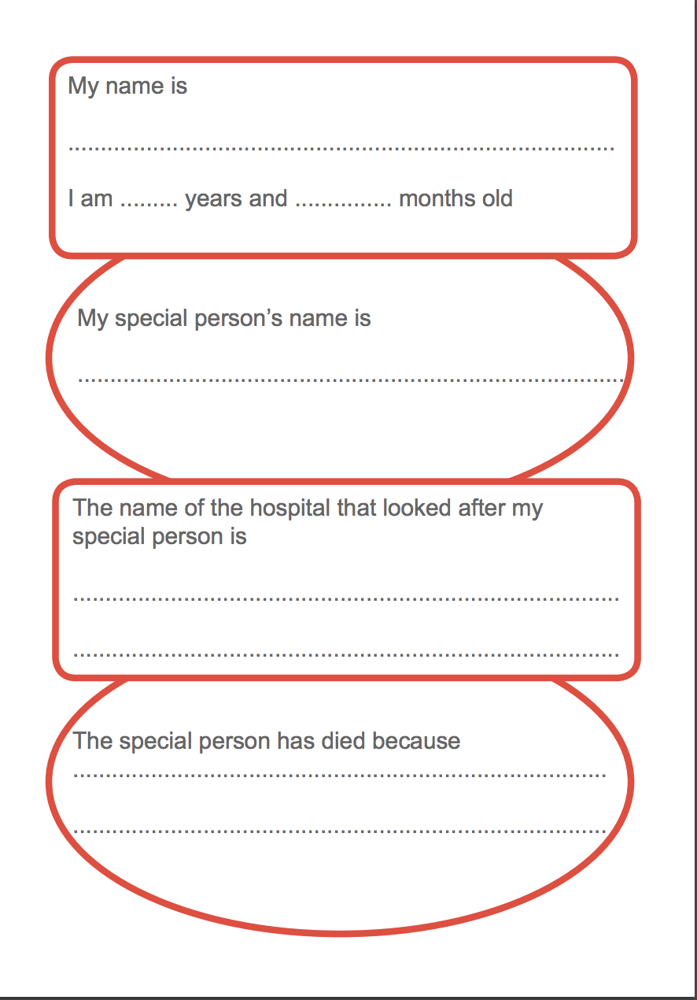 My name is
....................................................................................
I am ......... years and ............... months old
My special person’s name is
....................................................................................
The name of the hospital that looked after my
special person is
....................................................................................
....................................................................................
The special person has died because
..................................................................................
..................................................................................